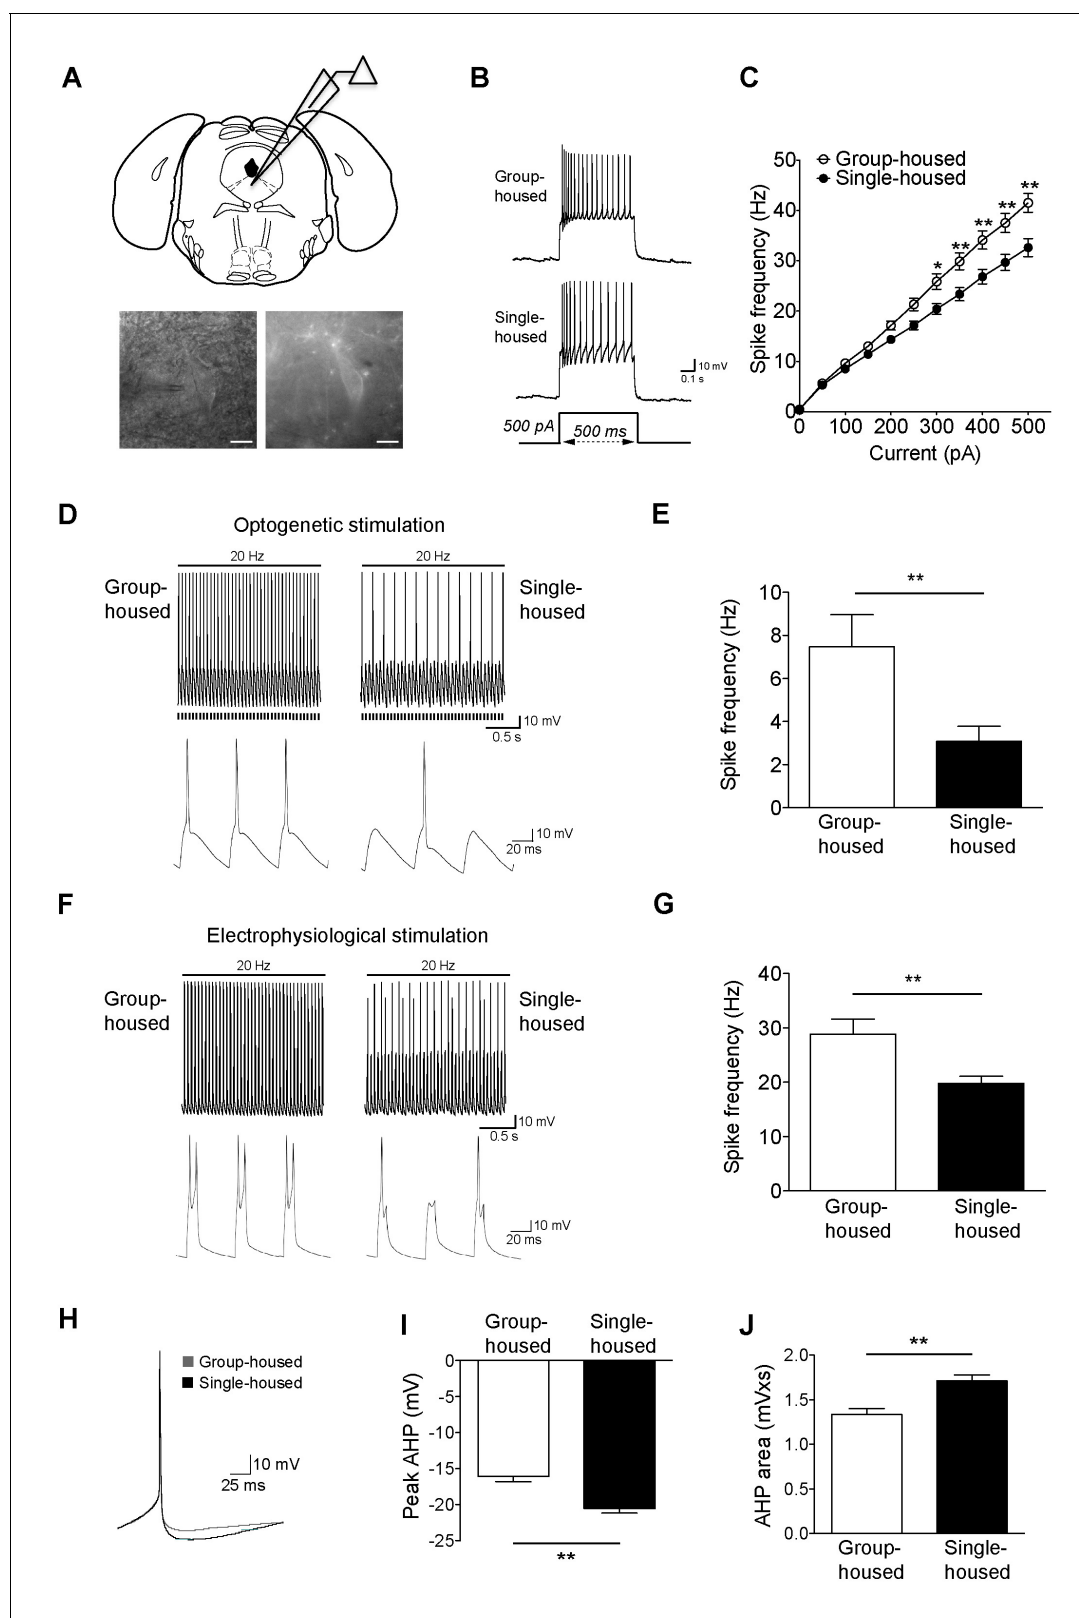 A
B
Group-
housed
Single-
housed
10 mV
0.1 s
500 pA
500 ms
C
Group-housed
Single-housed
Spike frequency (Hz)
50
40
30
20
10
0
*
**
**
**
**
0
100
200
300
400
500
Current (pA)
D
Optogenetic stimulation
20 Hz
20 Hz
Group-
housed
Single-
housed
10 mV
0.5 s
10 mV
20 ms
E
**
Spike frequency (Hz)
10
8
6
4
2
0
Group-
housed
Single-
housed
F
Electrophysiological stimulation
20 Hz
20 Hz
Group-
housed
Single-
housed
10 mV
0.5 s
10 mV
20 ms
G
**
Spike frequency (Hz)
40
30
20
10
0
Group-
housed
Single-
housed
H
Group-housed
Single-housed
10 mV
25 ms
I
Group-
housed
Single-
housed
Peak AHP (mV)
0
-5
-10
-15
-20
-25
**
J
**
AHP area (mVxs)
2.0
1.5
1.0
0.5
0.0
Group-
housed
Single-
housed